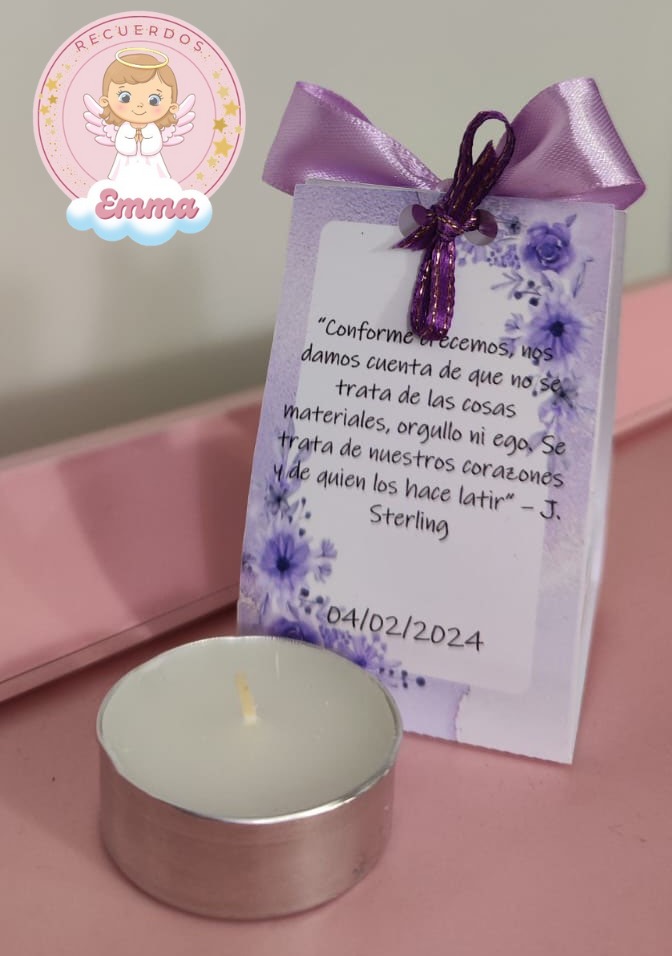 RECUERDOS
Emma
“Conforme crecemos, nos
damos cuenta de que no se
trata de las cosas
materiales, orgullo ni ego. Se
trata de nuestros corazones
y de quien los hace latir” – J.
Sterling
04/02/2024